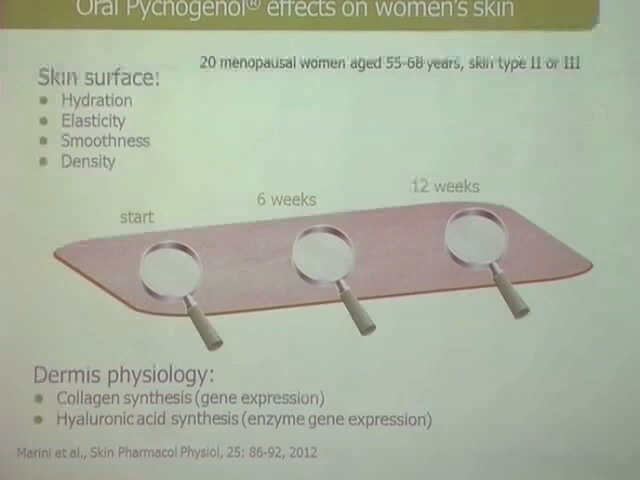 Oral Pychogenol® effects on women's skin
20 menopausal women aged 55-68 years, skin type II or III
Skin surface:
• Hydration
• Elasticity
• Smoothness
• Density
start
6 weeks
12 weeks
Dermis physiology:
• Collagen synthesis (gene expression)
• Hyaluronic acid synthesis (enzyme gene expression)
Marini et al., Skin Pharmacol Physiol, 25: 86-92, 2012